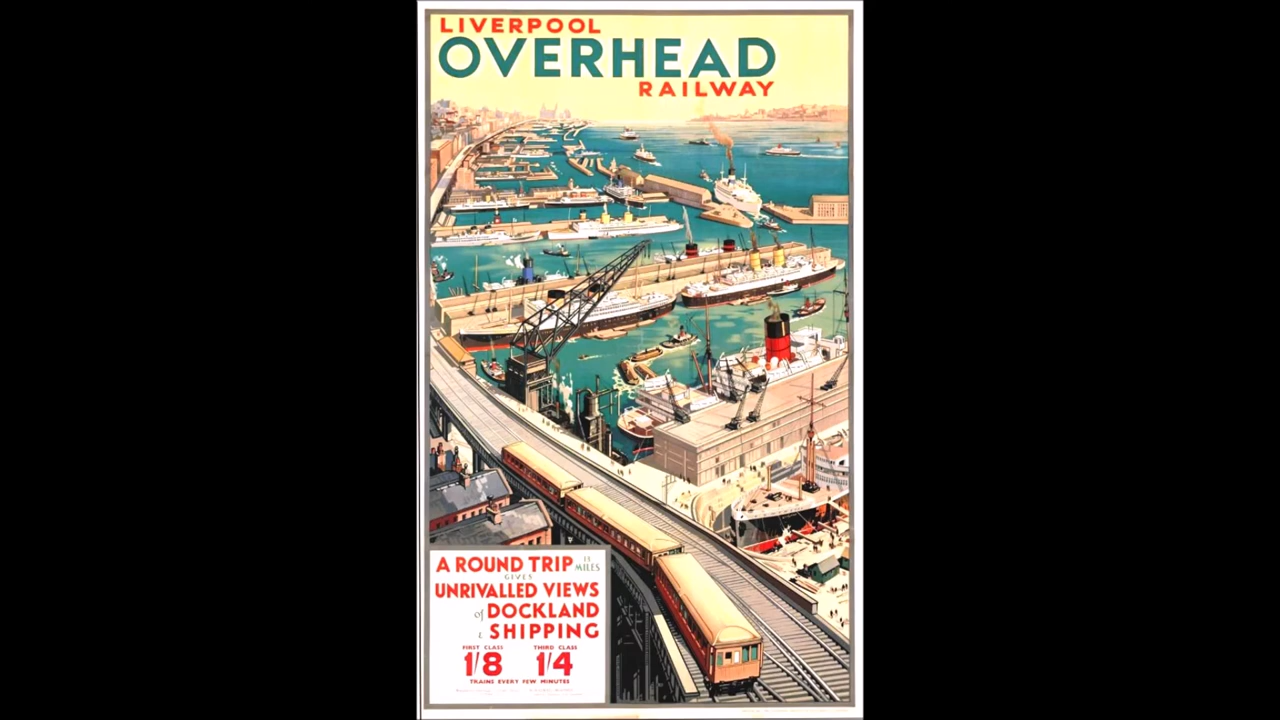 LIVERPOOL
OVERHEAD
RAILWAY
A ROUND TRIP 11 MILES
GIVES
UNRIVALLED VIEWS
of DOCKLAND
& SHIPPING
FIRST CLASS THIRD CLASS
1/8 1/4
TRAINS EVERY FEW MINUTES